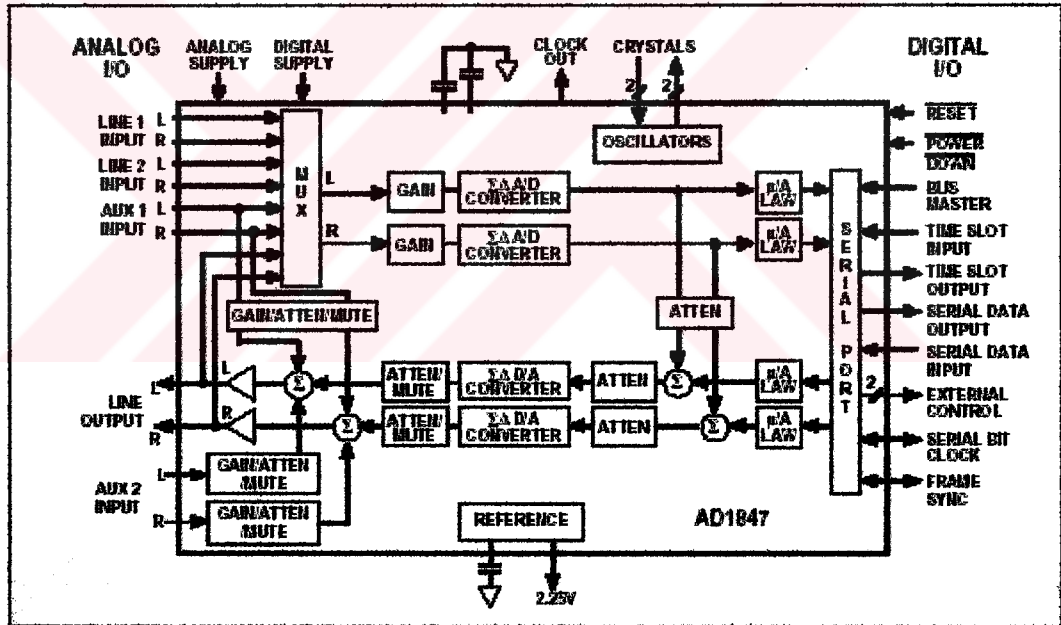 ANALOG I/O
ANALOG SUPPLY
DIGITAL SUPPLY
CLOCK OUT
CRYSTALS
DIGITAL I/O
2
2
OSCILLATORS
LINE 1 INPUT
L
R
LINE 2 INPUT
L
R
AUX 1 INPUT
L
R
MUX
L
R
GAIN
ΣΔ A/D CONVERTER
μ/A LAW
GAIN
ΣΔ A/D CONVERTER
μ/A LAW
SERIAL PORT
RESET
POWER DOWN
BUS MASTER
TIME SLOT INPUT
TIME SLOT OUTPUT
SERIAL DATA OUTPUT
SERIAL DATA INPUT
2
EXTERNAL CONTROL
SERIAL BIT CLOCK
FRAME SYNC
GAIN/ATTEN/MUTE
ATTEN
LINE OUTPUT
L
R
L
R
Σ
ATTEN/ MUTE
ΣΔ D/A CONVERTER
ATTEN
Σ
μ/A LAW
Σ
ATTEN/ MUTE
ΣΔ D/A CONVERTER
ATTEN
Σ
μ/A LAW
AUX 2 INPUT
L
R
GAIN/ATTEN /MUTE
GAIN/ATTEN /MUTE
REFERENCE
AD1847
2.25V